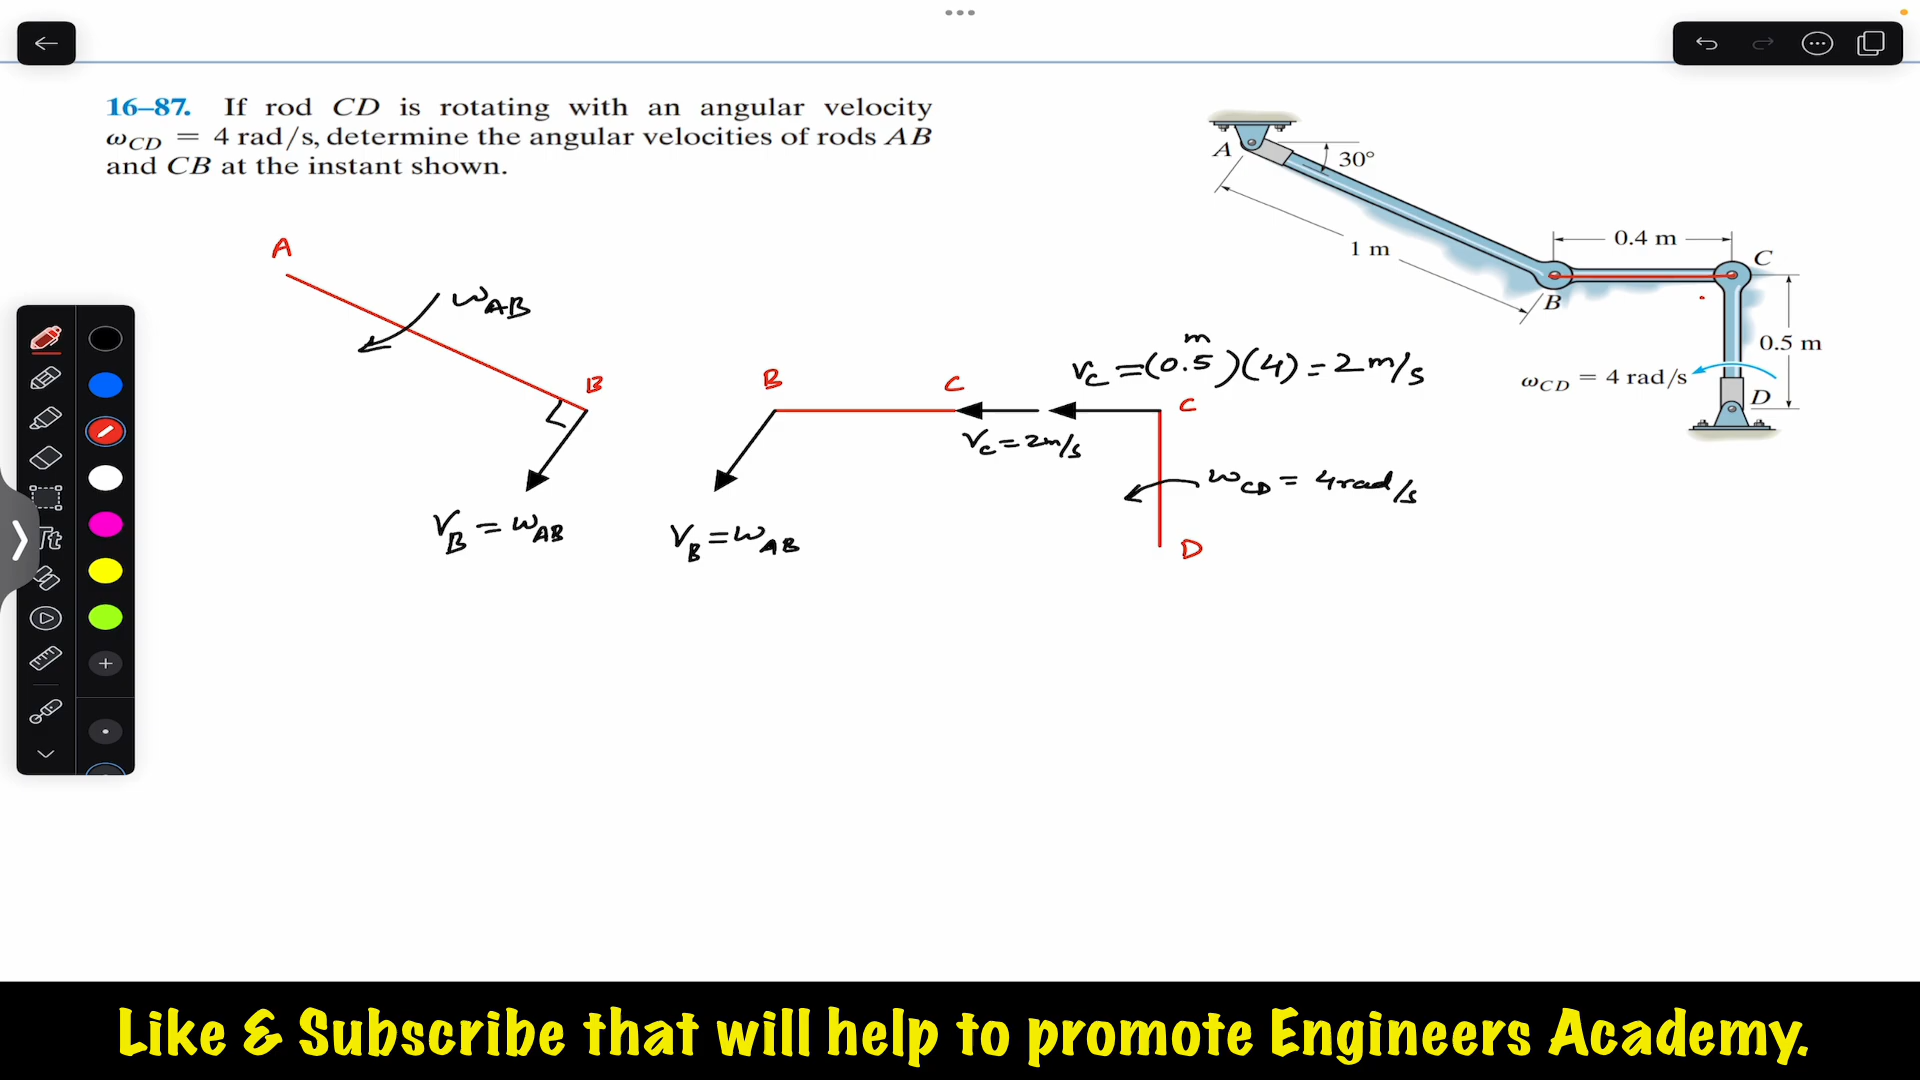 16–87. If rod CD is rotating with an angular velocity
ωCD = 4 rad/s, determine the angular velocities of rods AB
and CB at the instant shown.
A
30°
1 m
0.4 m
C
B
0.5 m
ωCD = 4 rad/s
D
A
ωAB
B
VB = ωAB
B
C
VB = ωAB
VC = 2m/s
VC = (0.5 m)(4) = 2 m/s
C
ωCD = 4 rad/s
D
Tt
Like & Subscribe that will help to promote Engineers Academy.